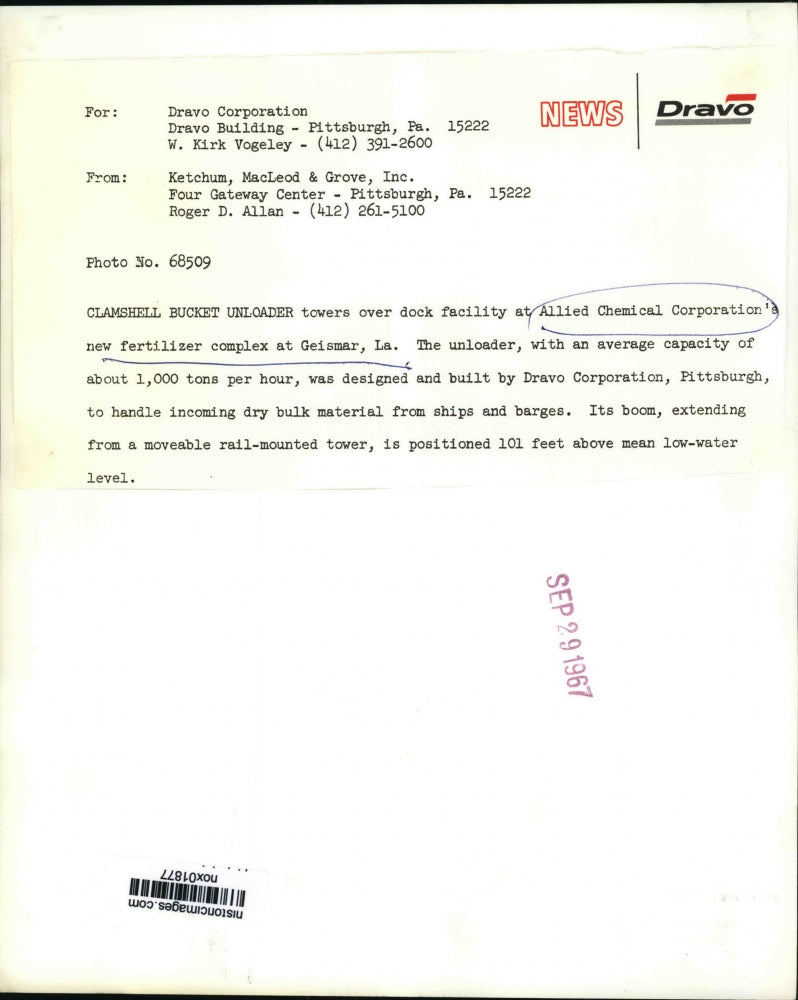 For: Dravo Corporation
Dravo Building - Pittsburgh, Pa. 15222
W. Kirk Vogeley - (412) 391-2600
NEWS
Dravo
From: Ketchum, MacLeod & Grove, Inc.
Four Gateway Center - Pittsburgh, Pa. 15222
Roger D. Allan - (412) 261-5100
Photo No. 68509
CLAMSHELL BUCKET UNLOADER towers over dock facility at Allied Chemical Corporation's
new fertilizer complex at Geismar, La. The unloader, with an average capacity of
about 1,000 tons per hour, was designed and built by Dravo Corporation, Pittsburgh,
to handle incoming dry bulk material from ships and barges. Its boom, extending
from a moveable rail-mounted tower, is positioned 101 feet above mean low-water
level.
SEP 29 1967
historicimages.com
nox01877